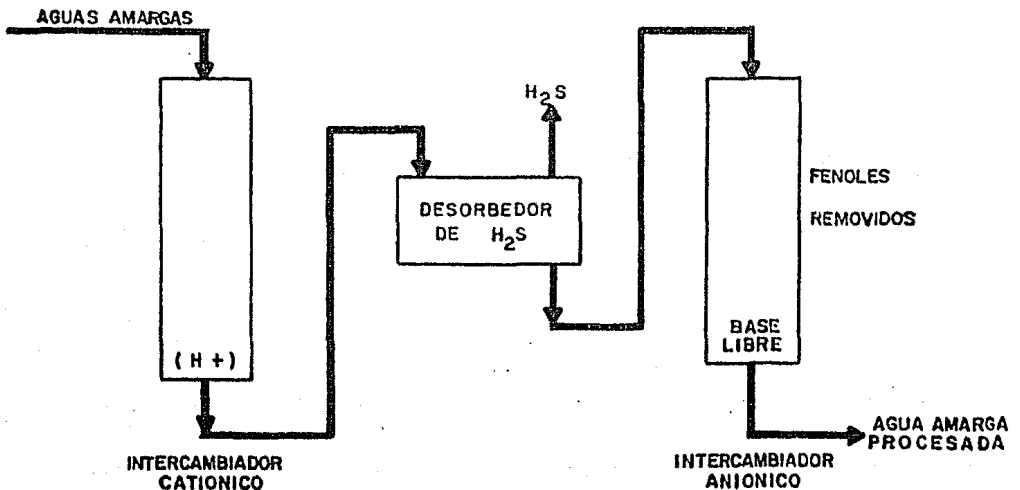 AGUAS AMARGAS
H2S
DESORBEDOR
DE H2S
FENOLES
REMOVIDOS
(H+)
BASE
LIBRE
INTERCAMBIADOR
CATIONICO
INTERCAMBIADOR
ANIONICO
AGUA AMARGA
PROCESADA